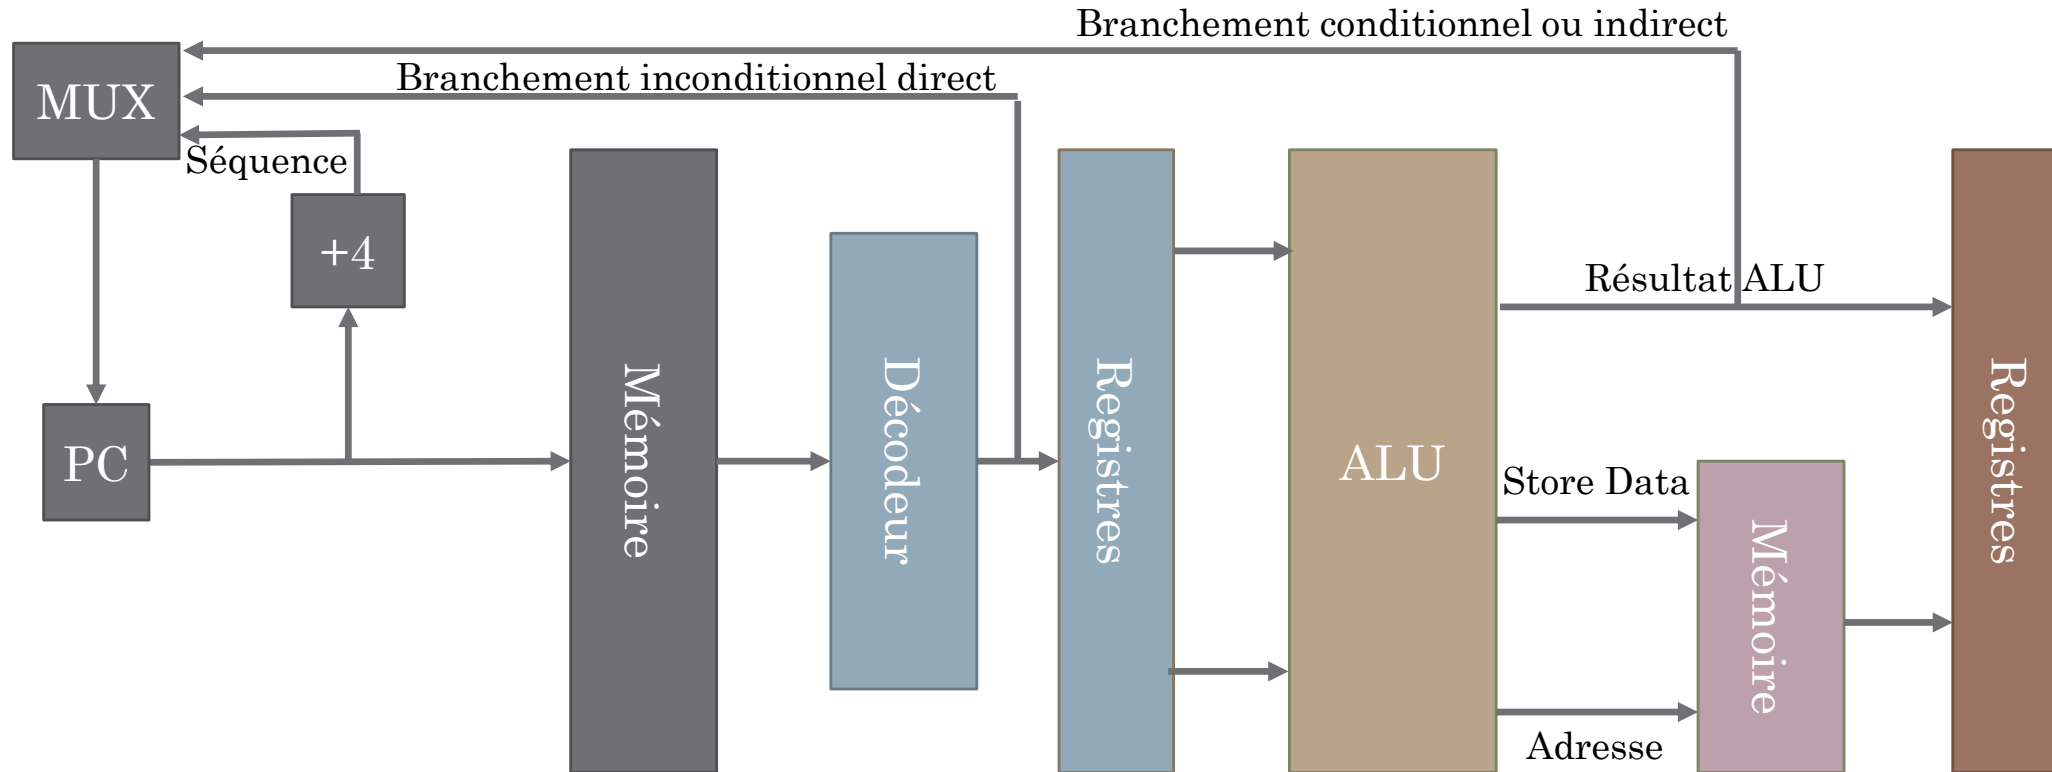 Branchement conditionnel ou indirect
Branchement inconditionnel direct
MUX
Séquence
+4
PC
Mémoire
Décodeur
Registres
ALU
Résultat ALU
Store Data
Adresse
Mémoire
Registres